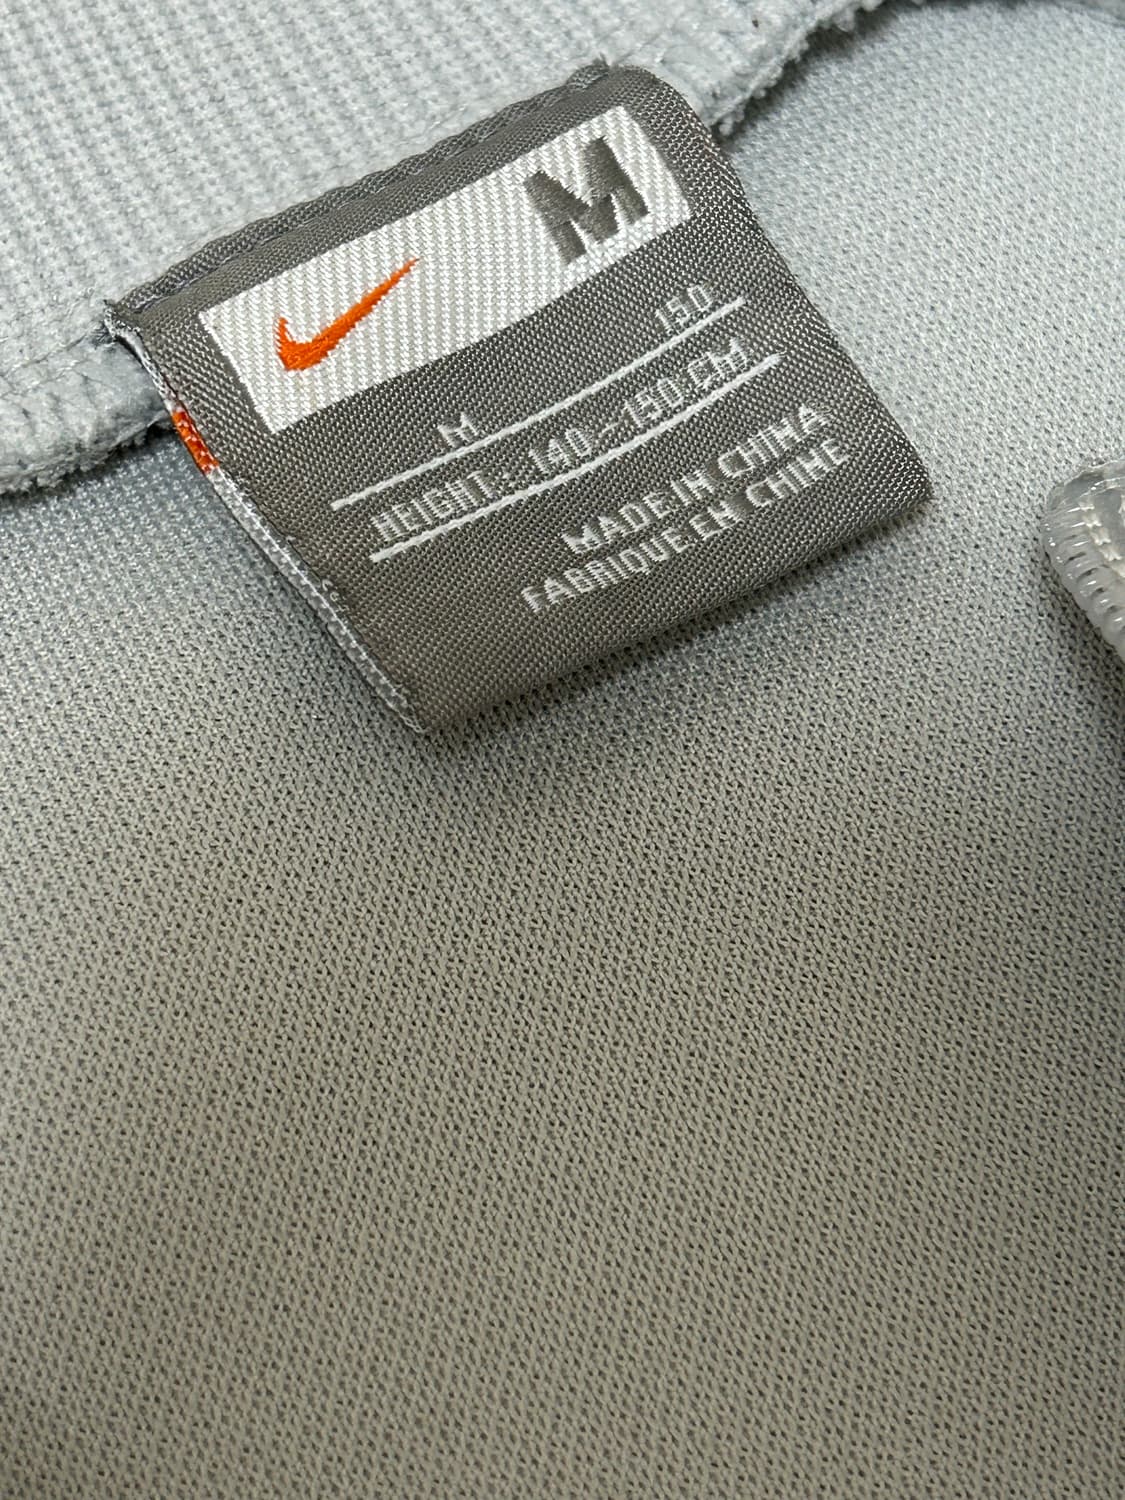 M
M 150
HEIGHT: 140-150 CM
MADE IN CHINA
FABRIQUE EN CHINE